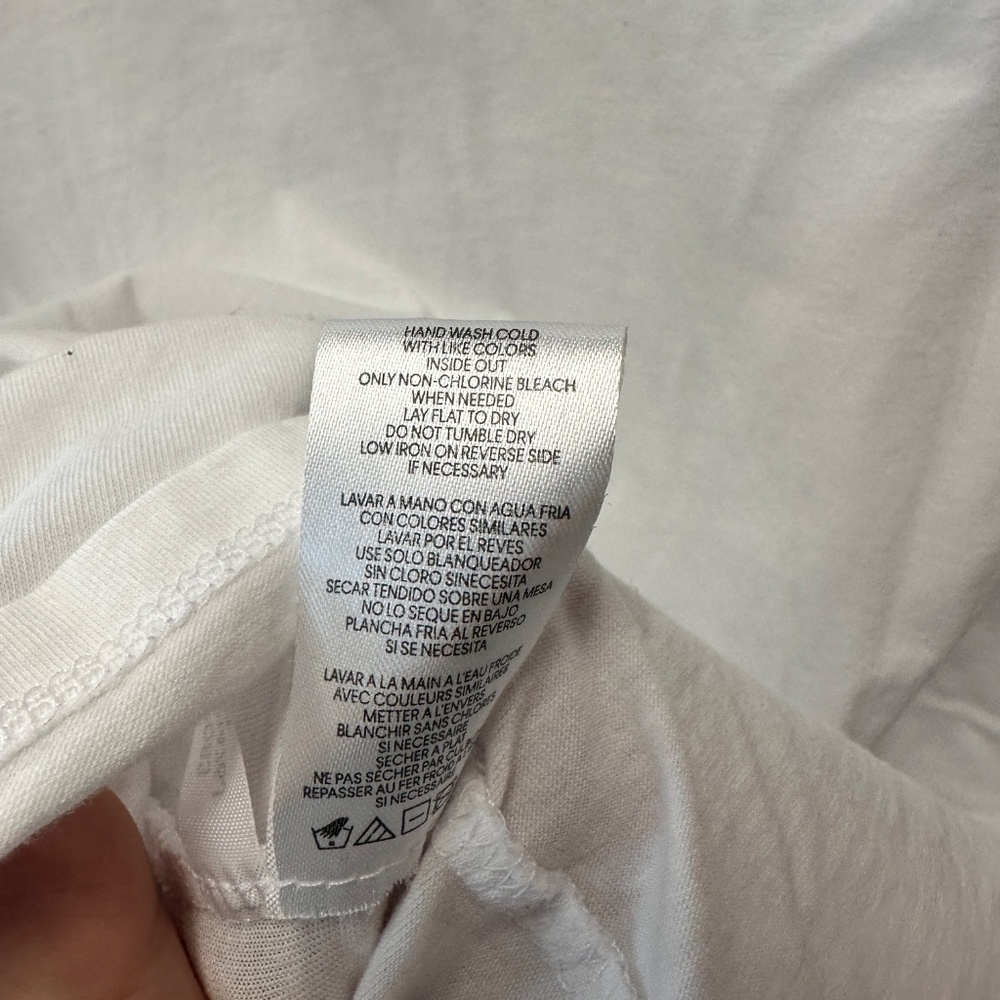 HAND WASH COLD
WITH LIKE COLORS
INSIDE OUT
ONLY NON-CHLORINE BLEACH
WHEN NEEDED
LAY FLAT TO DRY
DO NOT TUMBLE DRY
LOW IRON ON REVERSE SIDE
IF NECESSARY
LAVAR A MANO CON AGUA FRIA
CON COLORES SIMILARES
LAVAR POR EL REVES
USE SOLO BLANQUEADOR
SIN CLORO SINECESITA
SECAR TENDIDO SOBRE UNA MESA
NO LO SEQUE EN BAJO
PLANCHA FRIA AL REVERSO
SI SE NECESITA
LAVAR A LA MAIN A L'EAU FROIDE
AVEC COULEURS SIMILAIRES
METTER A L'ENVERS
BLANCHIR SANS CHLORES
SI NECESSAIRE
SECHER A PLAT
NE PAS SÉCHER PAR
REPASSER AU FER FROID A
SI NECESSAIRE